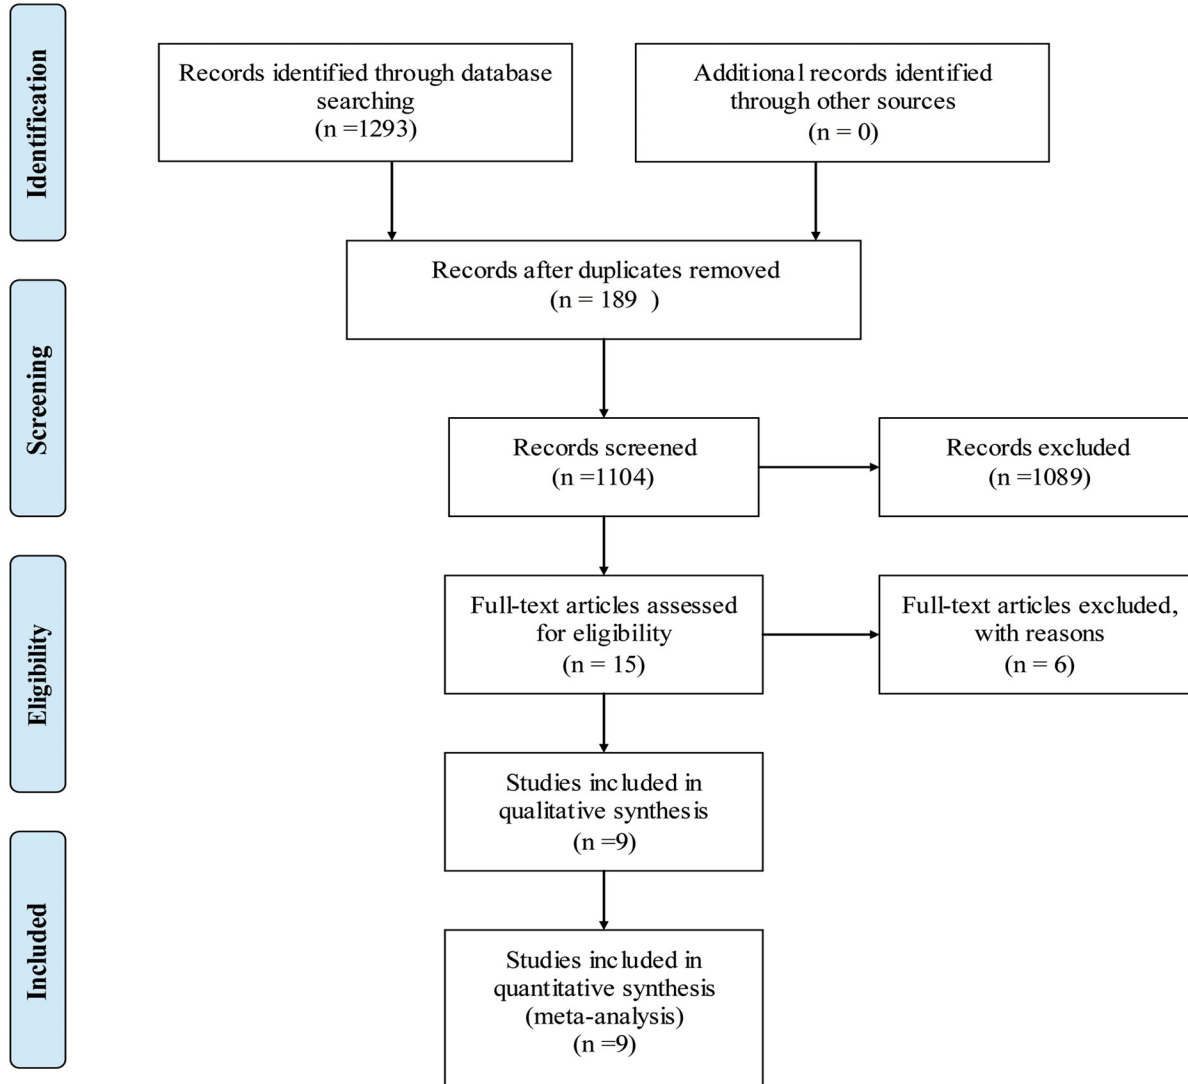 Identification
Records identified through database
searching
(n =1293)
Additional records identified
through other sources
(n = 0)
Records after duplicates removed
(n = 189  )
Screening
Records screened
(n =1104)
Records excluded
(n =1089)
Eligibility
Full-text articles assessed
for eligibility
(n = 15)
Full-text articles excluded,
with reasons
(n = 6)
Studies included in
qualitative synthesis
(n =9)
Included
Studies included in
quantitative synthesis
(meta-analysis)
(n =9)